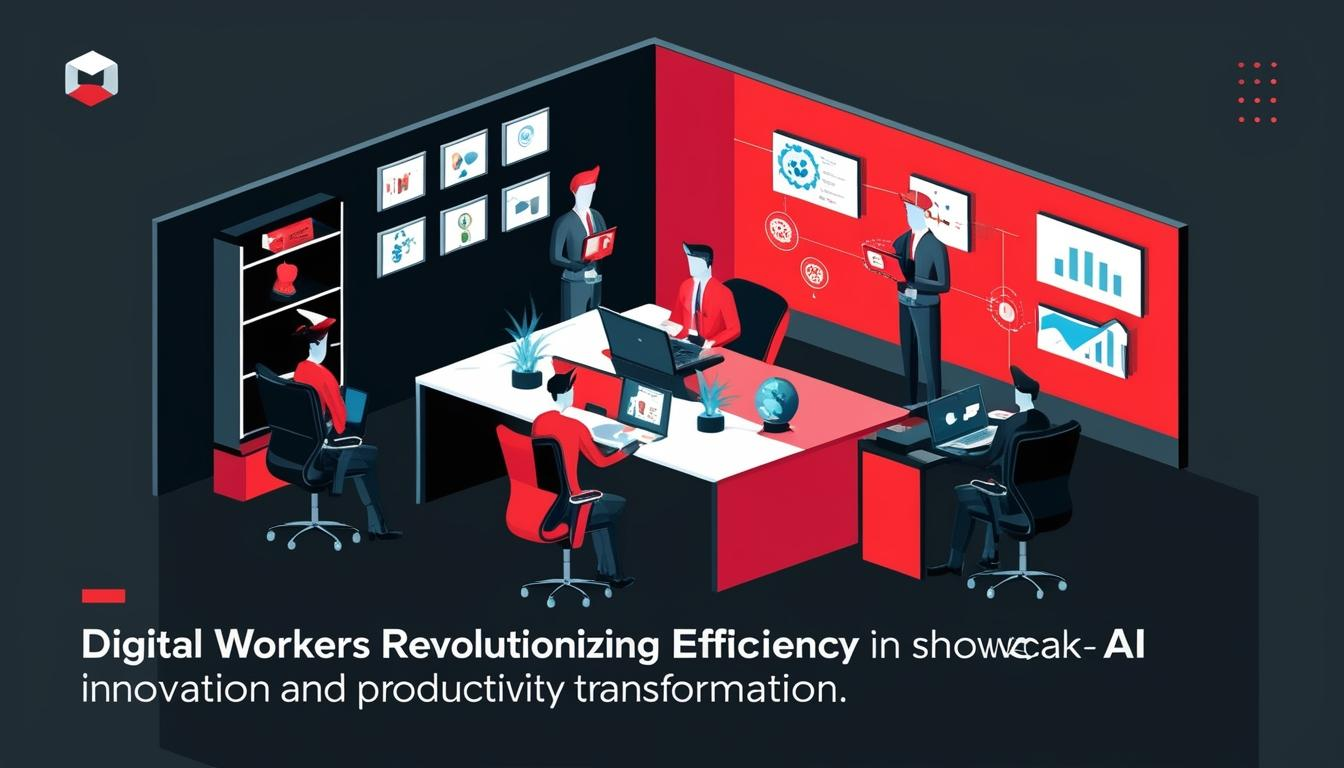 Digital Workers Revolutionizing Efficiency in AI
innovation and productivity transformation.